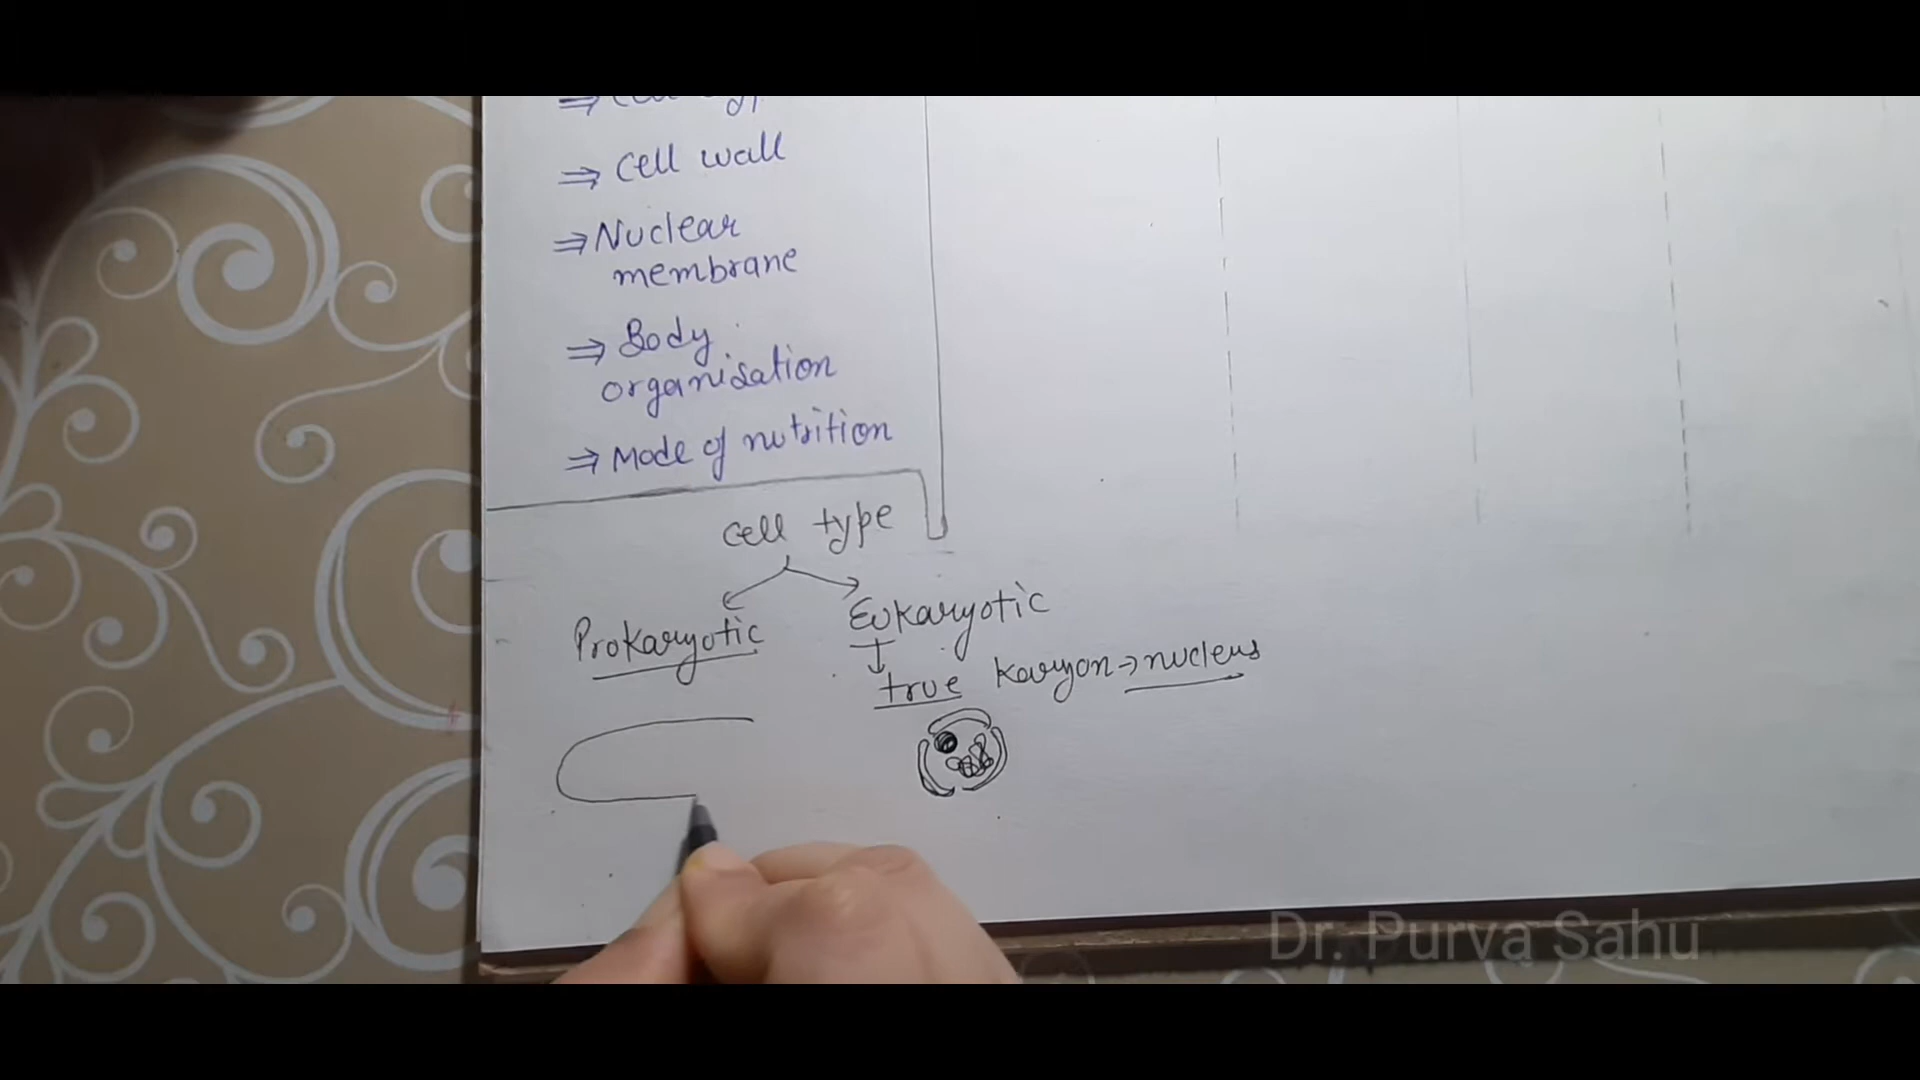 ⇒ Cell wall
⇒ Nuclear
membrane
⇒ Body
organisation
⇒ Mode of nutrition
Cell type
Prokaryotic
Eukaryotic
true Karyon → nucleus
Dr. Purva Sahu